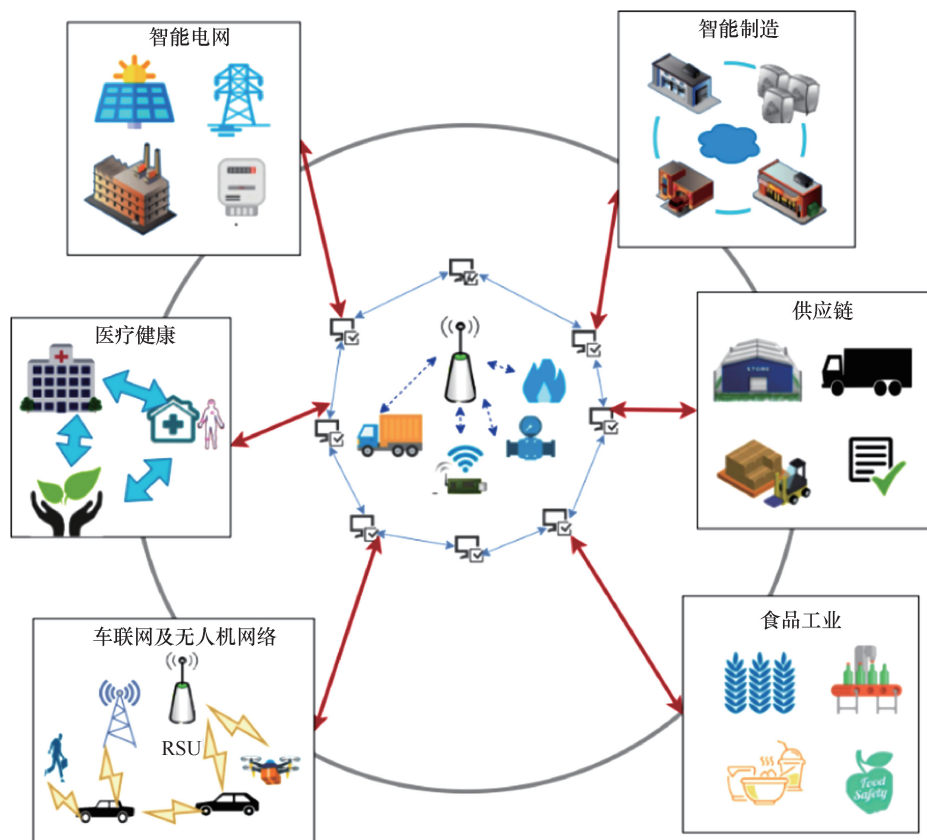 智能电网
智能制造
医疗健康
供应链
STORE
车联网及无人机网络
RSU
食品工业
Food
Safety